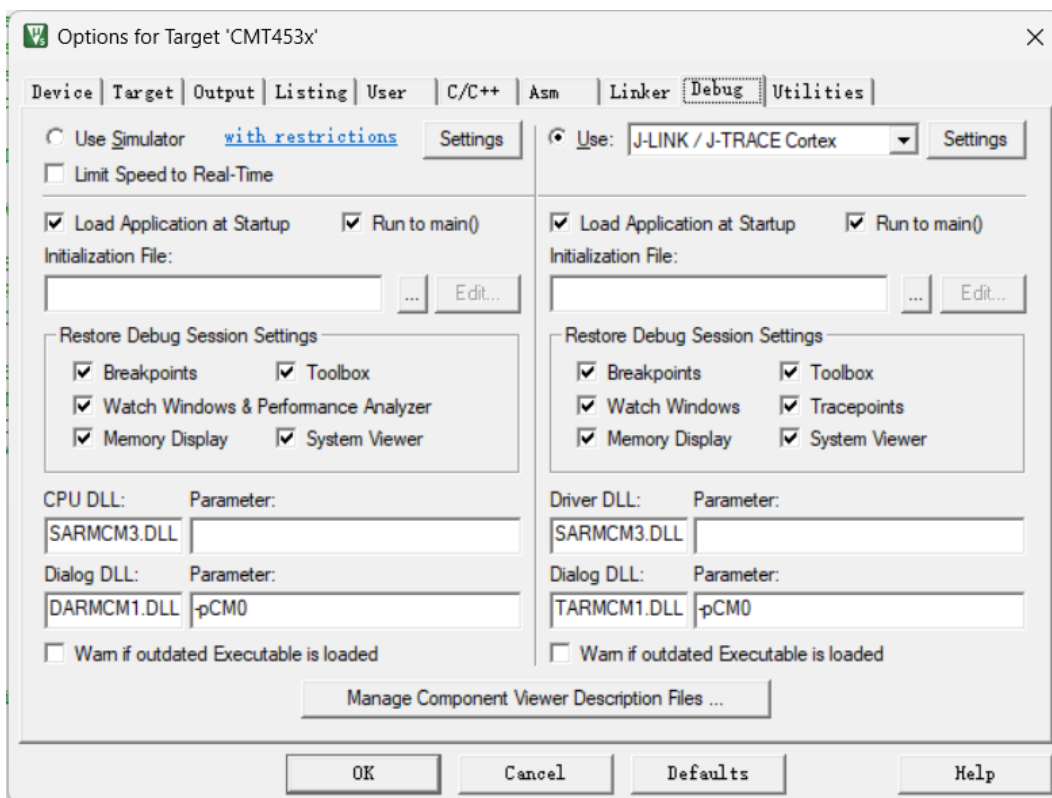 Options for Target 'CMT453x'
Device Target Output Listing User C/C++ Asm Linker Debug Utilities
Use Simulator with restrictions Settings
Use: J-LINK / J-TRACE Cortex Settings
Limit Speed to Real-Time
Load Application at Startup Run to main()
Load Application at Startup Run to main()
Initialization File:
Initialization File:
... Edit...
... Edit...
Restore Debug Session Settings
Breakpoints Toolbox
Watch Windows & Performance Analyzer
Memory Display System Viewer
Restore Debug Session Settings
Breakpoints Toolbox
Watch Windows Tracepoints
Memory Display System Viewer
CPU DLL: Parameter:
SARMCM3.DLL
Dialog DLL: Parameter:
DARMCM1.DLL -pCM0
Driver DLL: Parameter:
SARMCM3.DLL
Dialog DLL: Parameter:
TARMCM1.DLL -pCM0
Warn if outdated Executable is loaded
Warn if outdated Executable is loaded
Manage Component Viewer Description Files ...
OK Cancel Defaults Help